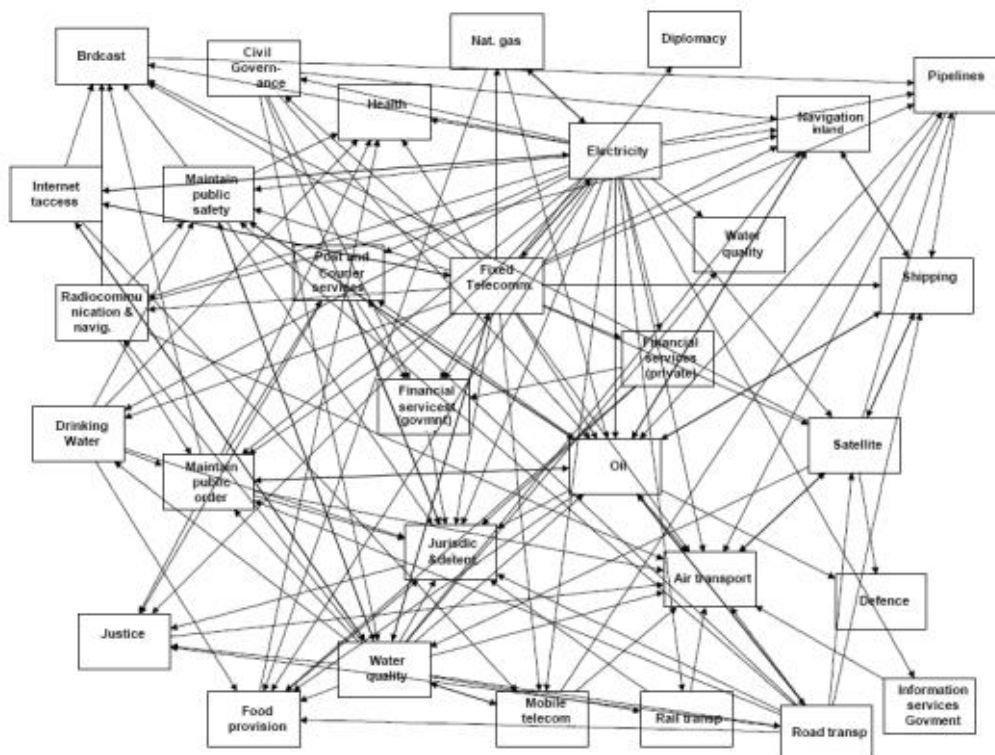 Brdcast
Civil
Govern-
ance
Nat. gas
Diplomacy
Pipelines
Health
Navigation
inland
Electricity
Internet
taccess
Maintain
public
safety
Water
quality
Post and
Courier
services
Fixed
Telecomm.
Shipping
Radiocommu
nication &
navig.
Financial
services
(private)
Financial
services
(govmnt)
Drinking
Water
Satellite
Maintain
public
order
Oil
Jurisdic
&detent
Air transport
Defence
Justice
Water
quality
Food
provision
Mobile
telecom
Rail transp
Road transp
Information
services
Govment